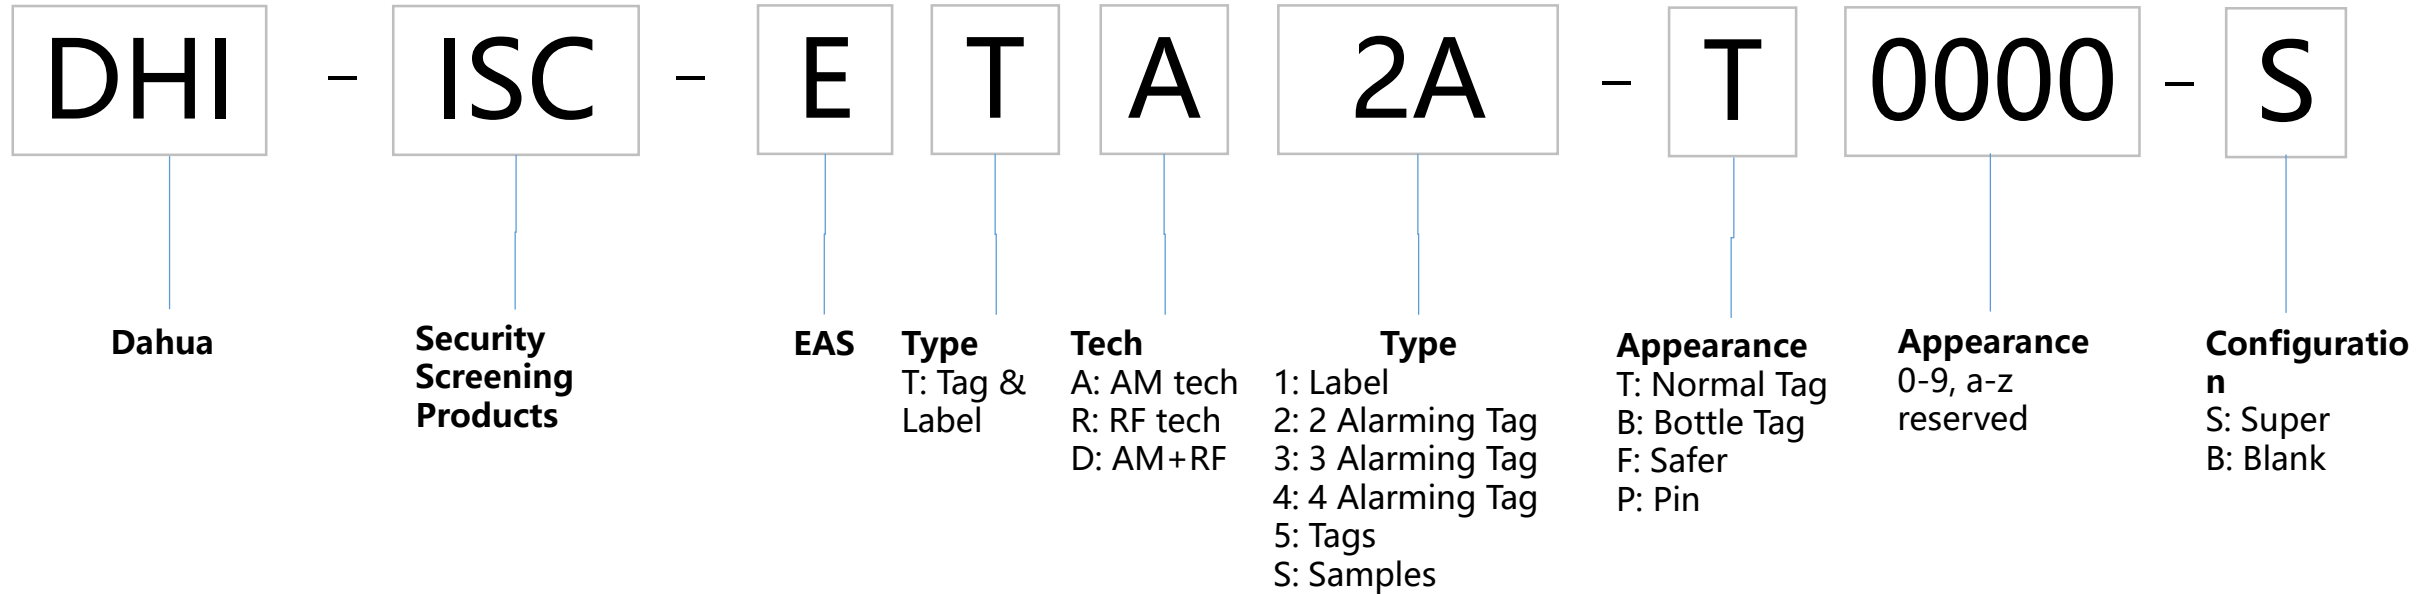 DHI – ISC – E T A 2A – T 0000 – S
Dahua
Security
Screening
Products
EAS
Type
T: Tag &
Label
Tech
A: AM tech
R: RF tech
D: AM+RF
Type
1: Label
2: 2 Alarming Tag
3: 3 Alarming Tag
4: 4 Alarming Tag
5: Tags
S: Samples
Appearance
T: Normal Tag
B: Bottle Tag
F: Safer
P: Pin
Appearance
0-9, a-z
reserved
Configuratio
n
S: Super
B: Blank